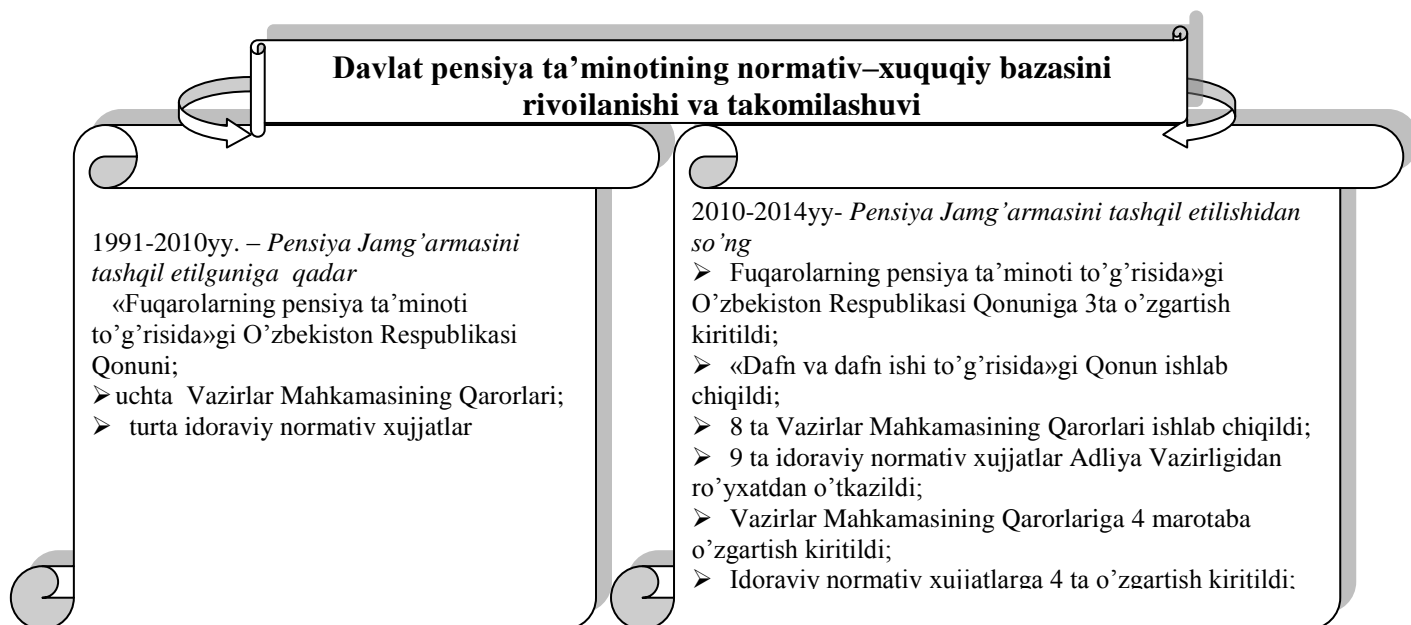 Davlat pensiya ta’minotining normativ–xuquqiy bazasini
rivojlanishi va takomilashuvi
1991-2010yy. – Pensiya Jamg’armasini
tashqil etilguniga qadar
«Fuqarolarning pensiya ta’minoti
to’g’risida»gi O’zbekiston Respublikasi
Qonuni;
➢ uchta Vazirlar Mahkamasining Qarorlari;
➢ turta idoraviy normativ xujjatlar
2010-2014yy- Pensiya Jamg’armasini tashqil etilishidan
so’ng
➢ Fuqarolarning pensiya ta’minoti to’g’risida»gi
O’zbekiston Respublikasi Qonuniga 3ta o’zgartish
kiritildi;
➢ «Dafn va dafn ishi to’g’risida»gi Qonun ishlab
chiqildi;
➢ 8 ta Vazirlar Mahkamasining Qarorlari ishlab chiqildi;
➢ 9 ta idoraviy normativ xujjatlar Adliya Vazirligidan
ro’yxatdan o’tkazildi;
➢ Vazirlar Mahkamasining Qarorlariga 4 marotaba
o’zgartish kiritildi;
➢ Idoraviy normativ xujjatlarga 4 ta o’zgartish kiritildi;